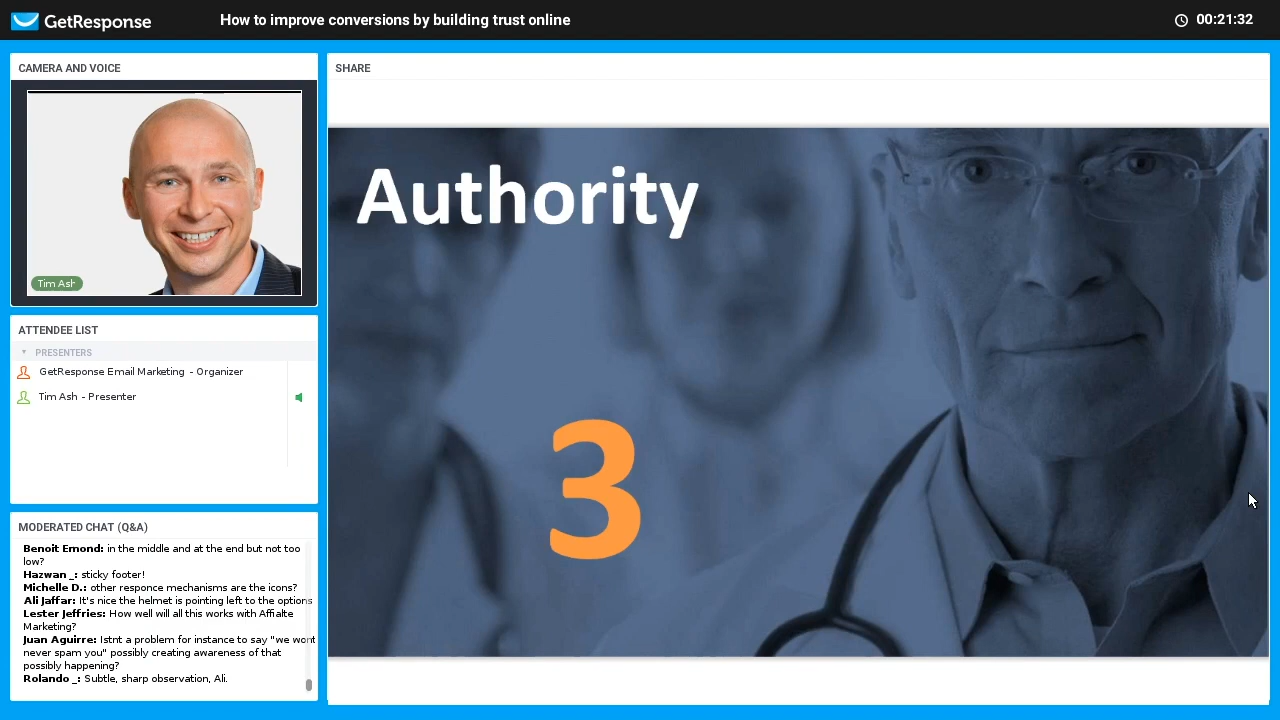 GetResponse
How to improve conversions by building trust online
00:21:32
CAMERA AND VOICE
Tim Ash
ATTENDEE LIST
PRESENTERS
GetResponse Email Marketing - Organizer
Tim Ash - Presenter
MODERATED CHAT (Q&A)
Benoit Emond: in the middle and at the end but not too
low?
Hazwan _: sticky footer!
Michelle D.: other responce mechanisms are the icons?
Ali Jaffar: It's nice the helmet is pointing left to the options
Lester Jeffries: How well will all this works with Affialte
Marketing?
Juan Aguirre: Istnt a problem for instance to say "we wont
never spam you" possibly creating awareness of that
possibly happening?
Rolando _: Subtle, sharp observation, Ali.
SHARE
Authority
3